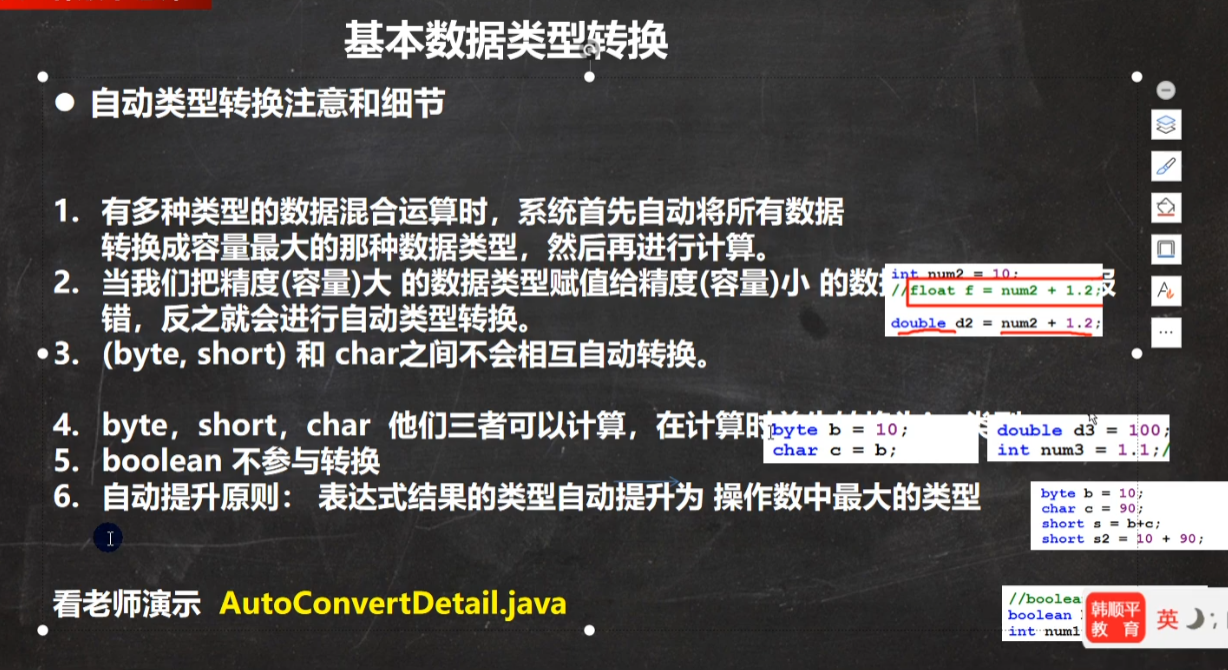 基本数据类型转换
● 自动类型转换注意和细节
1. 有多种类型的数据混合运算时，系统首先自动将所有数据
转换成容量最大的那种数据类型，然后再进行计算。
2. 当我们把精度(容量)大 的数据类型赋值给精度(容量)小 的数
错，反之就会进行自动类型转换。
int num2 = 10;
//float f = num2 + 1.2;
double d2 = num2 + 1.2;
3. (byte, short) 和 char之间不会相互自动转换。
4. byte，short，char 他们三者可以计算，在计算时
byte b = 10;
char c = b;
double d3 = 100;
int num3 = 1.1;/
5. boolean 不参与转换
6. 自动提升原则： 表达式结果的类型自动提升为 操作数中最大的类型
byte b = 10;
char c = 90;
short s = b+c;
short s2 = 10 + 90;
看老师演示 AutoConvertDetail.java
//boolea
boolean
int num1
韩顺平
教 育
英